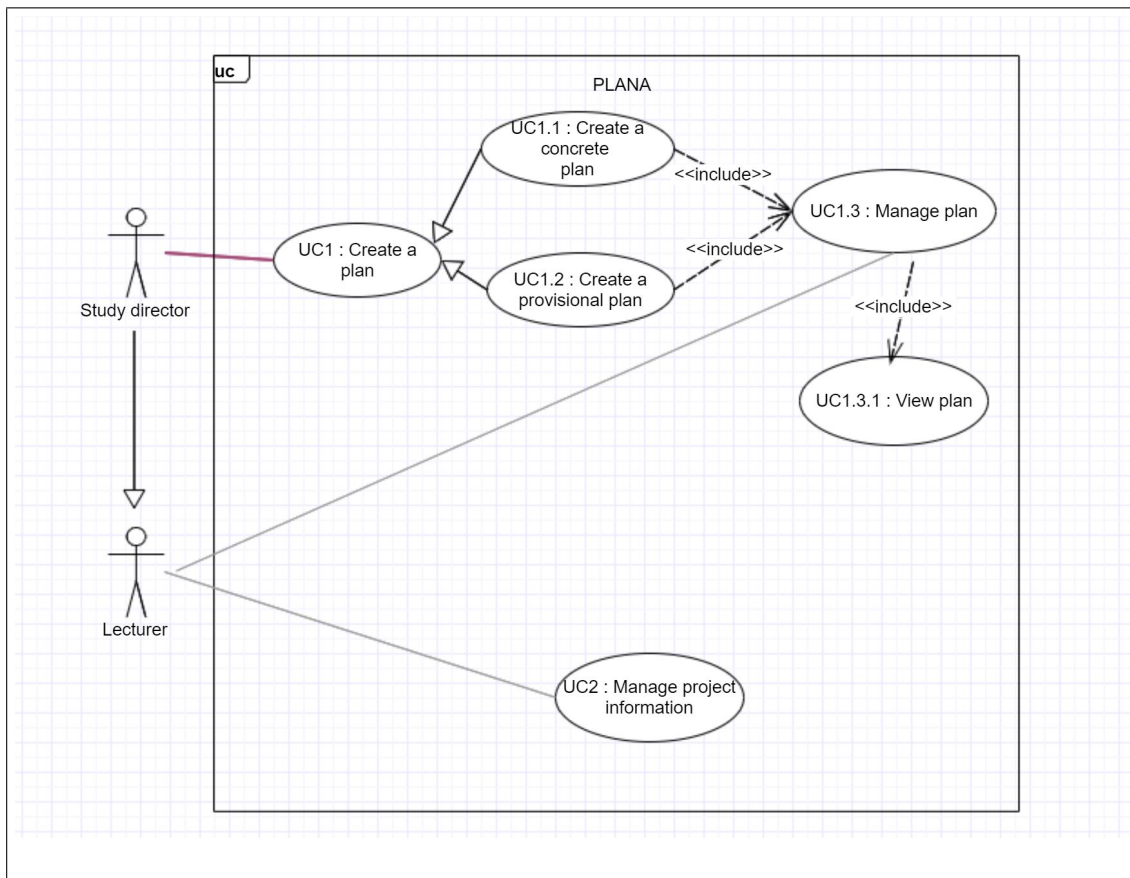 uc
PLANA
UC1.1 : Create a
concrete
plan
<<include>>
UC1.3 : Manage plan
UC1 : Create a
plan
<<include>>
UC1.2 : Create a
provisional plan
Study director
<<include>>
UC1.3.1 : View plan
Lecturer
UC2 : Manage project
information